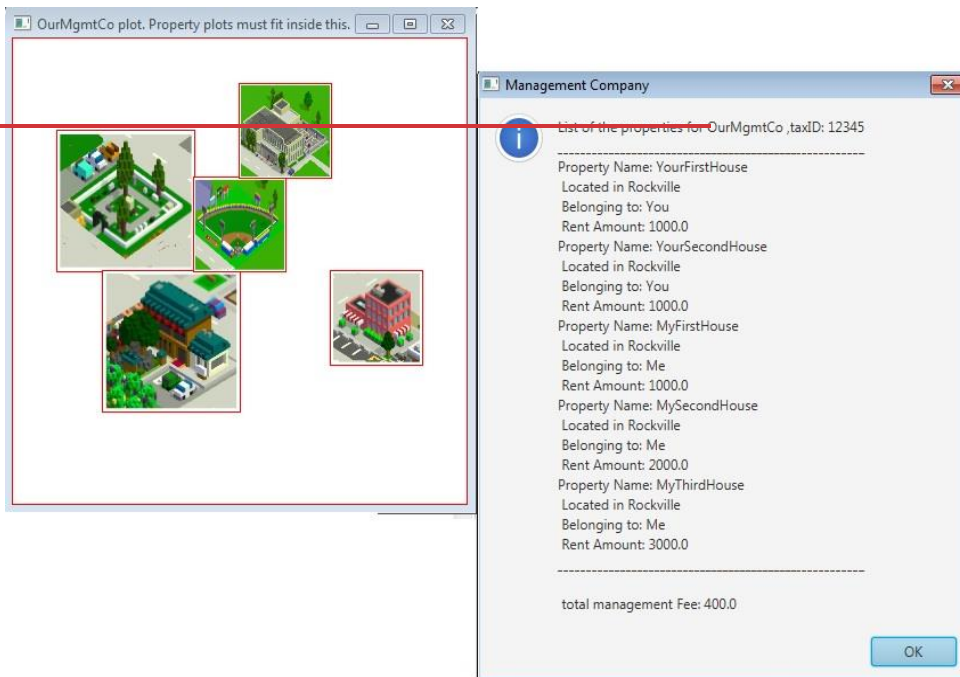 OurMgmtCo plot. Property plots must fit inside this.
Management Company
List of the properties for OurMgmtCo ,taxID: 12345
Property Name: YourFirstHouse
Located in Rockville
Belonging to: You
Rent Amount: 1000.0
Property Name: YourSecondHouse
Located in Rockville
Belonging to: You
Rent Amount: 1000.0
Property Name: MyFirstHouse
Located in Rockville
Belonging to: Me
Rent Amount: 1000.0
Property Name: MySecondHouse
Located in Rockville
Belonging to: Me
Rent Amount: 2000.0
Property Name: MyThirdHouse
Located in Rockville
Belonging to: Me
Rent Amount: 3000.0
total management Fee: 400.0
OK